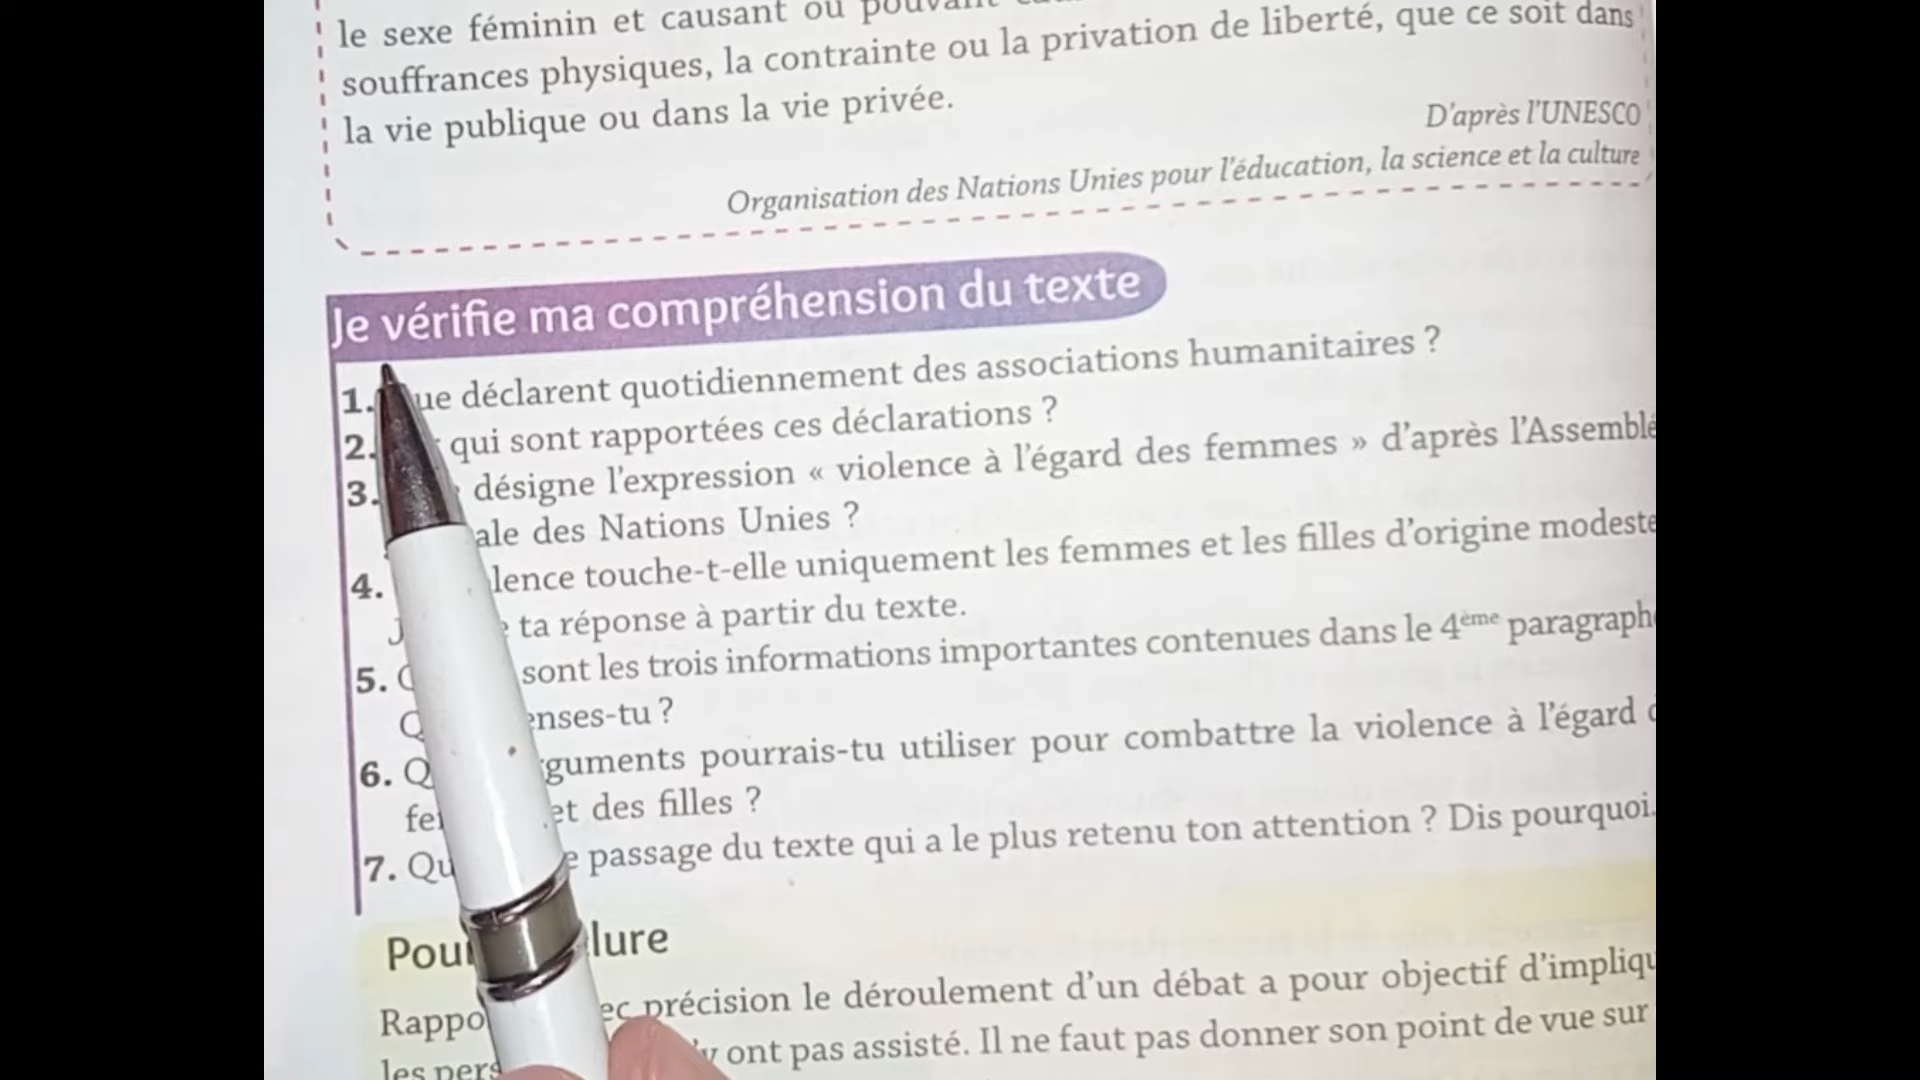 le sexe féminin et causant ou
souffrances physiques, la contrainte ou la privation de liberté, que ce soit dans
la vie publique ou dans la vie privée.
D'après l'UNESCO
Organisation des Nations Unies pour l'éducation, la science et la culture
Je vérifie ma compréhension du texte
1. ue déclarent quotidiennement des associations humanitaires ?
2. qui sont rapportées ces déclarations ?
3. désigne l'expression « violence à l'égard des femmes » d'après l'Assemblé
ale des Nations Unies ?
4. lence touche-t-elle uniquement les femmes et les filles d'origine modeste
J ta réponse à partir du texte.
5. sont les trois informations importantes contenues dans le 4ème paragraph
Q enses-tu ?
6. Q guments pourrais-tu utiliser pour combattre la violence à l'égard
fe et des filles ?
7. Qu passage du texte qui a le plus retenu ton attention ? Dis pourquoi.
Pour lure
Rappo ec précision le déroulement d'un débat a pour objectif d'impliqu
les pers y ont pas assisté. Il ne faut pas donner son point de vue sur